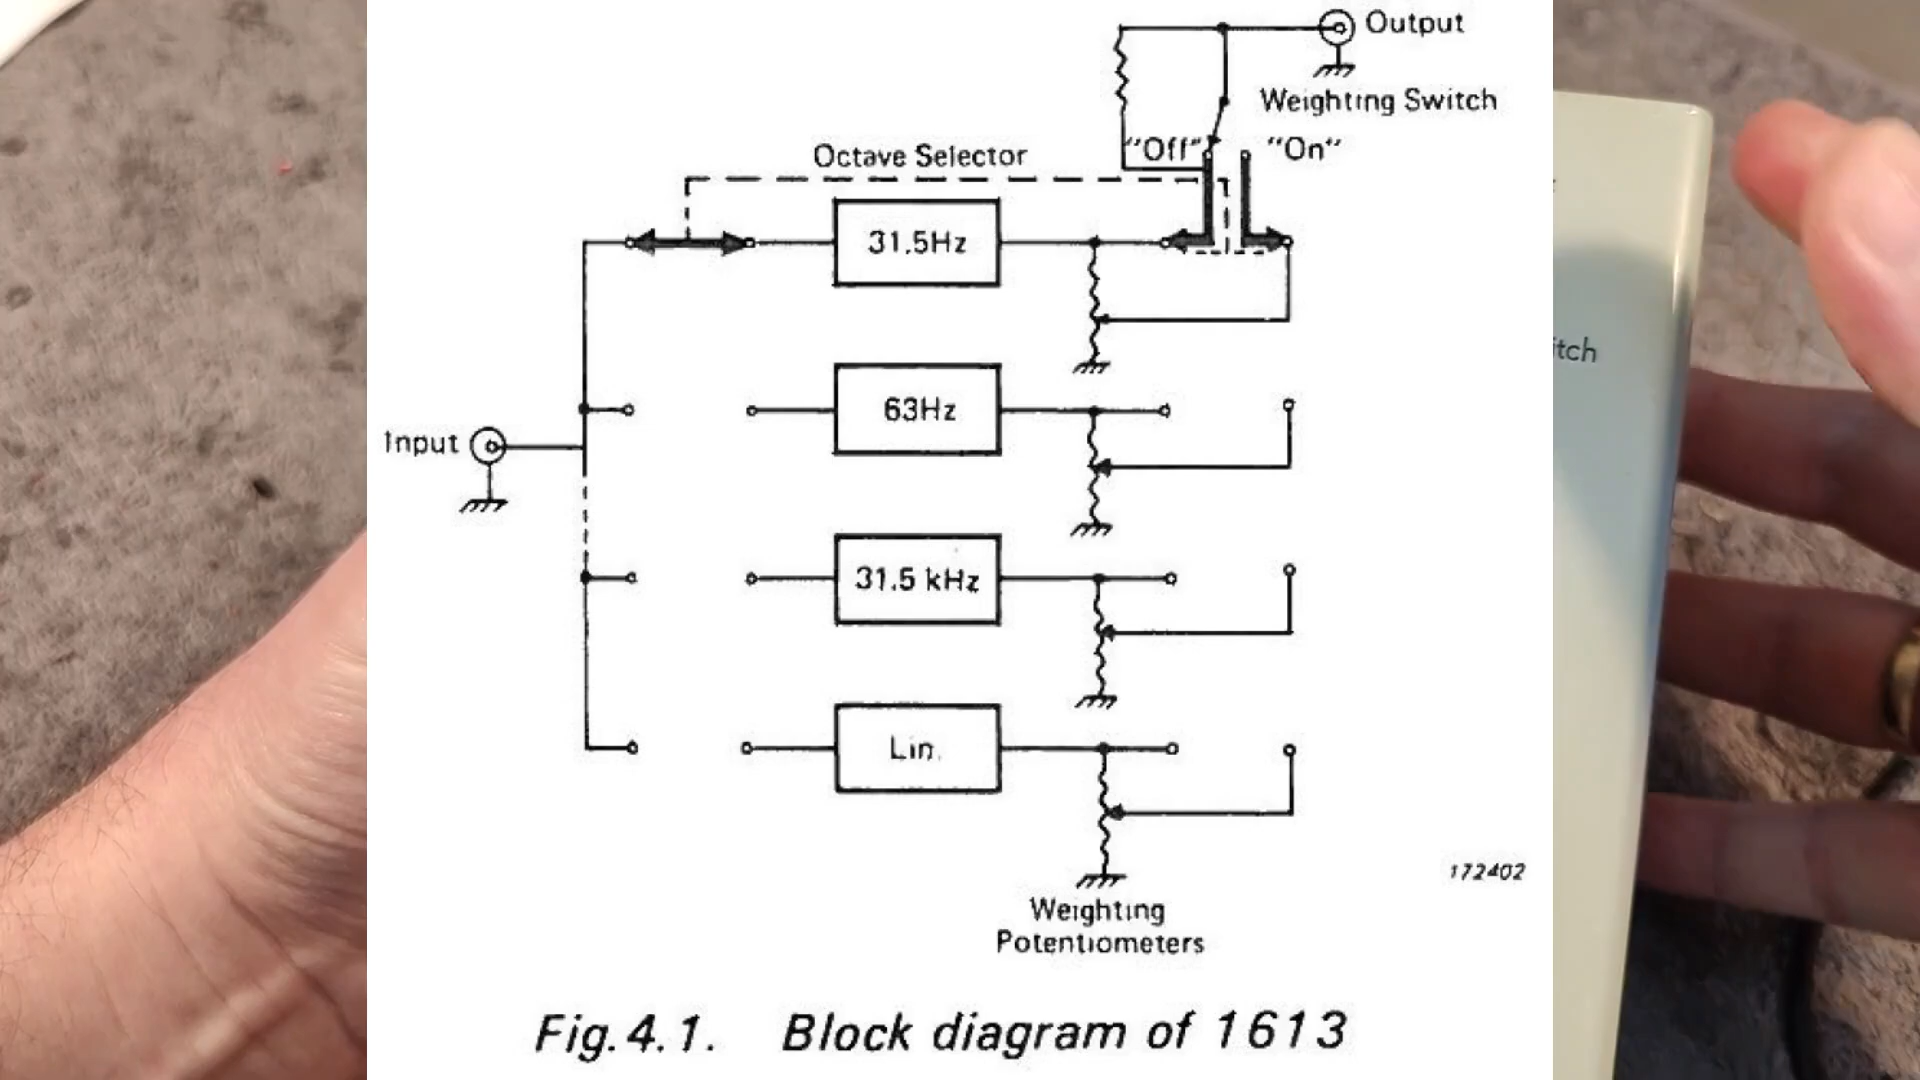 Output
Weighting Switch
"Off"
"On"
Octave Selector
31.5Hz
63Hz
Input
31.5 kHz
Lin.
172402
Weighting
Potentiometers
Fig.4.1. Block diagram of 1613
itch